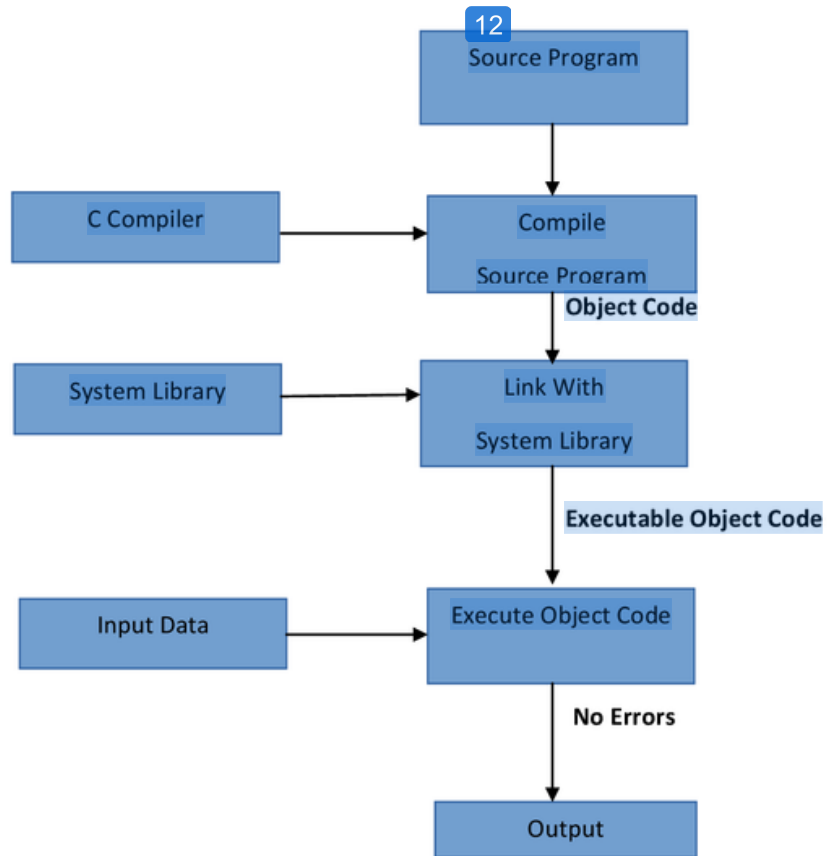 12
Source Program
C Compiler
Compile
Source Program
Object Code
System Library
Link With
System Library
Executable Object Code
Input Data
Execute Object Code
No Errors
Output